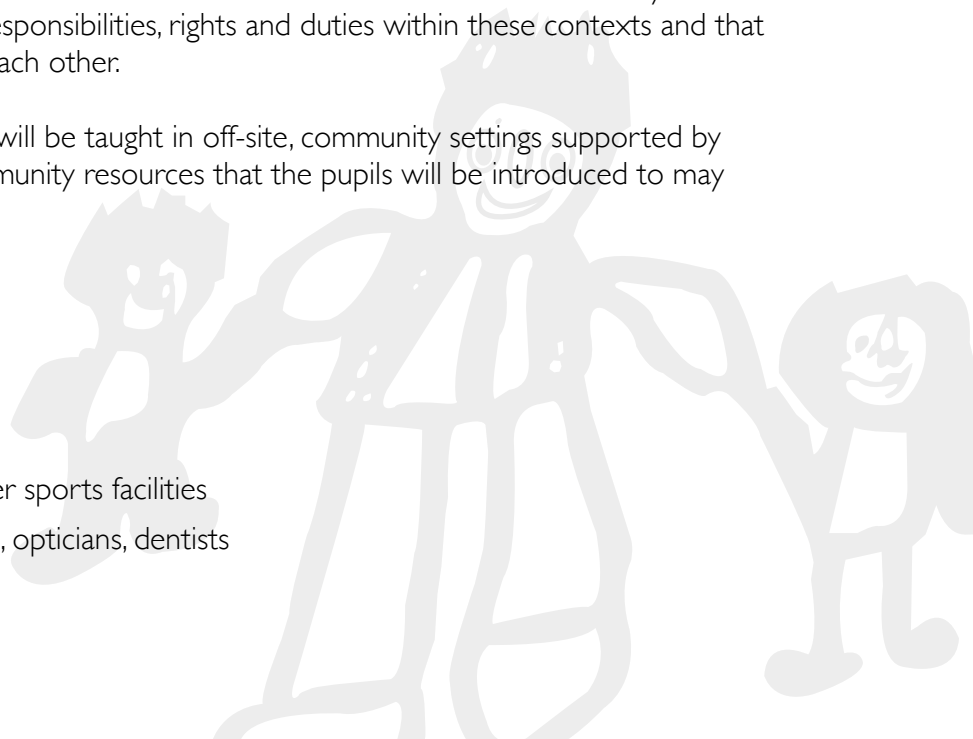 esponsibilities, rights and duties within these contexts and that
ach other.
will be taught in off-site, community settings supported by
munity resources that the pupils will be introduced to may
er sports facilities
, opticians, dentists